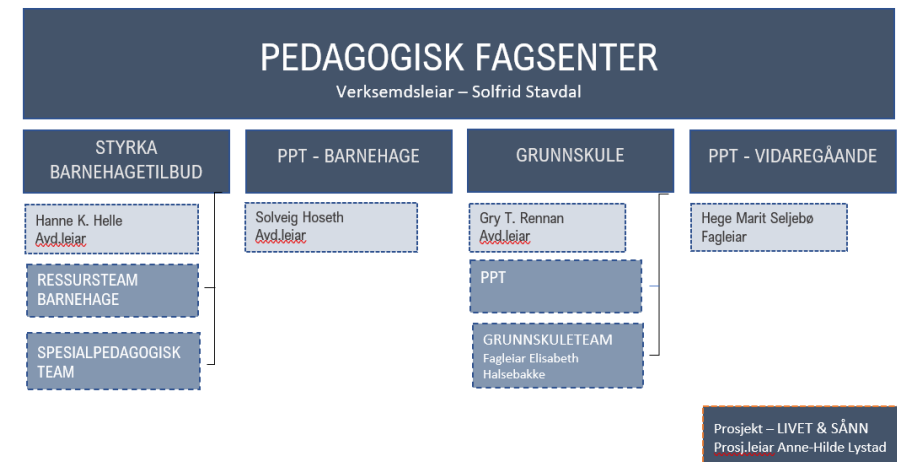 PEDAGOGISK FAGSENTER
Verksemdsleiar – Solfrid Stavdal
STYRKA
BARNEHAGETILBUD
Hanne K. Helle
Avd.leiar
RESSURSTEAM
BARNEHAGE
SPESIALPEDAGOGISK
TEAM
PPT - BARNEHAGE
Solveig Hoseth
Avd.leiar
GRUNNSKULE
Gry T. Rennan
Avd.leiar
PPT
GRUNNSKULETEAM
Fagleiar Elisabeth
Halsebakke
PPT - VIDAREGÅANDE
Hege Marit Seljebø
Fagleiar
Prosjekt – LIVET & SÅNN
Prosj.leiar Anne-Hilde Lystad